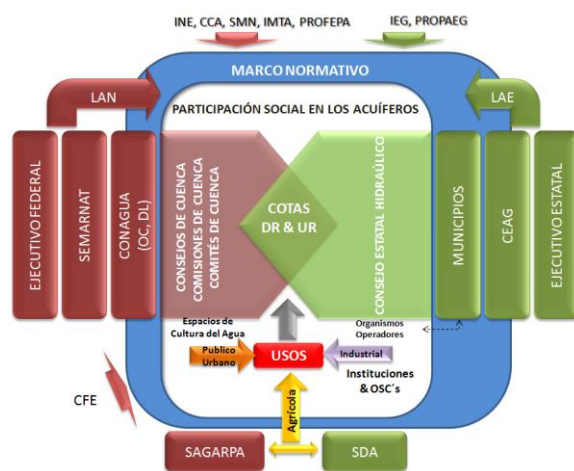 INE, CCA, SMN, IMTA, PROFEPA
IEG, PROPAEG
MARCO NORMATIVO
LAN
LAE
PARTICIPACIÓN SOCIAL EN LOS ACUÍFEROS
EJECUTIVO FEDERAL
SEMARNAT
CONAGUA
(OC, DL)
CONSEJOS DE CUENCA
COMISIONES DE CUENCA
COMITÉS DE CUENCA
COTAS
DR & UR
CONSEJO ESTATAL HIDRAÚLICO
MUNICIPIOS
CEAG
EJECUTIVO ESTATAL
Espacios de
Cultura del Agua
Organismos
Operadores
Publico
Urbano
USOS
Industrial
Instituciones
& OSC´s
CFE
Agrícola
SAGARPA
SDA